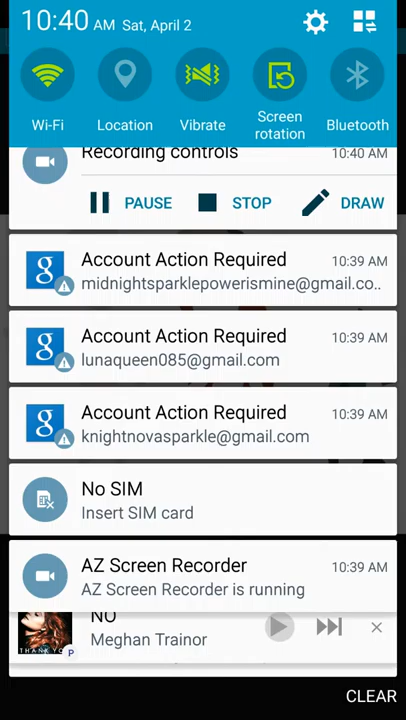 10:40 AM Sat, April 2
Wi-Fi
Location
Vibrate
Screen rotation
Bluetooth
Recording controls 10:40 AM
PAUSE STOP DRAW
Account Action Required 10:39 AM
midnightsparklepowerismine@gmail.co..
Account Action Required 10:39 AM
lunaqueen085@gmail.com
Account Action Required 10:39 AM
knightnovasparkle@gmail.com
No SIM
Insert SIM card
AZ Screen Recorder 10:39 AM
AZ Screen Recorder is running
NO
Meghan Trainor
THANK YOU
CLEAR